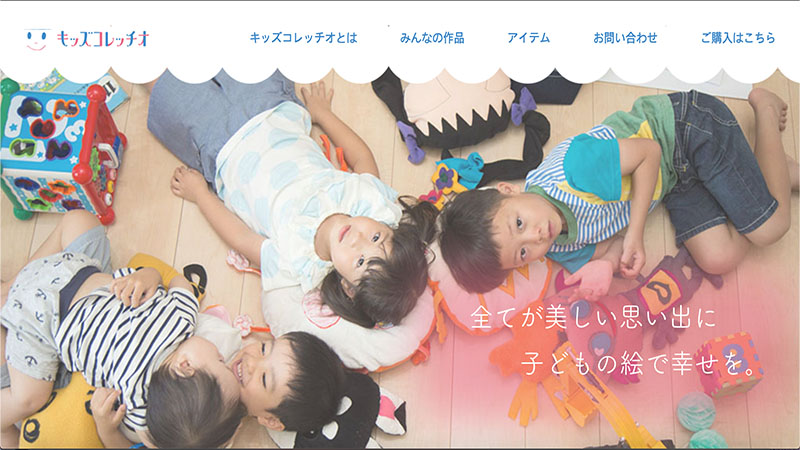 キッズコレッチオ
キッズコレッチオとは
みんなの作品
アイテム
お問い合わせ
ご購入はこちら
全てが美しい思い出に
子どもの絵で幸せを。